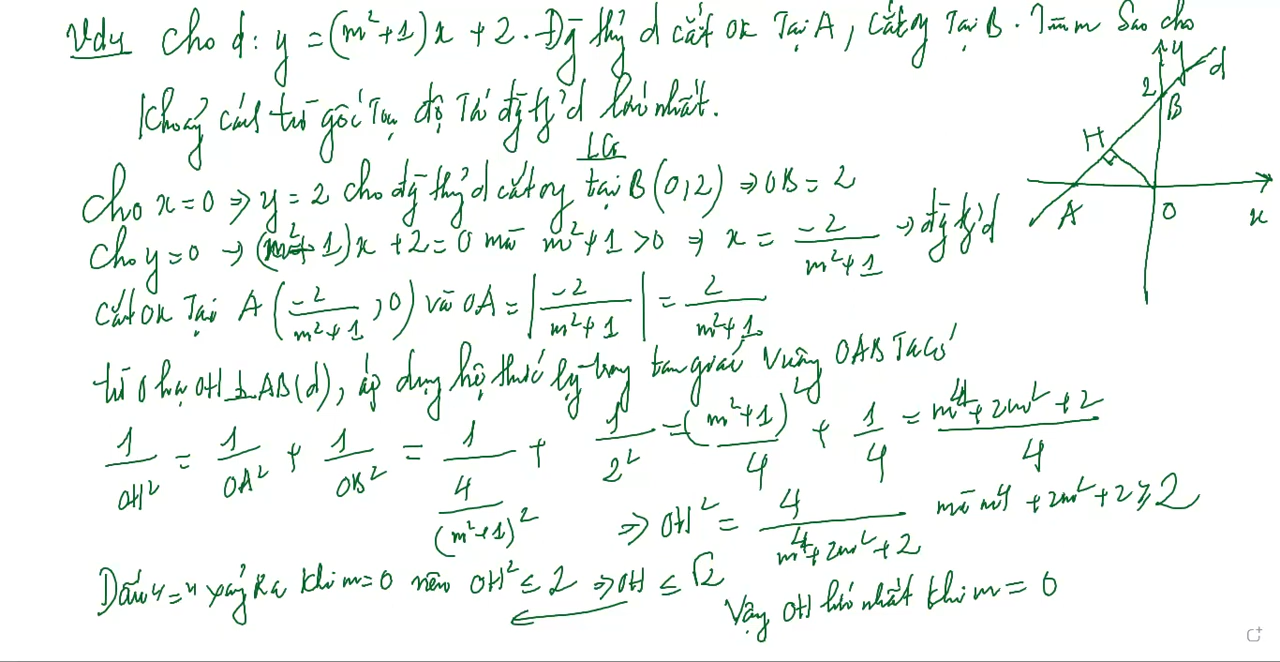 Vd4 Cho d: y = (m²+1)x + 2. Đồ thị d cắt ox Tại A, cắt oy Tại B. Tìm m Sao cho
Khoảng cách từ gốc Tọa độ Tới đồ thị d lớn nhất.
LG
Cho x=0 ⇒ y = 2 cho đồ thị d cắt oy tại B(0,2) ⇒ OB = 2
Cho y=0 → (m²+1)x + 2 = 0 mà m²+1 >0 ⇒ x = -2/(m²+1) → đồ thị d
cắt ox Tại A(-2/(m²+1), 0) và OA = |-2/(m²+1)| = 2/(m²+1)
từ O hạ OH ⊥ AB(d), áp dụng hệ thức lượng trong tam giác Vuông OAB Ta có
1/OH² = 1/OA² + 1/OB² = 1/(4/(m²+1)²) + 1/2² = (m²+1)²/4 + 1/4 = (m⁴+2m²+2)/4
⇒ OH² = 4/(m⁴+2m²+2) mà m⁴+2m²+2 ≥ 2
Dấu "=" xảy ra khi m=0 nên OH² ≤ 2 ⇒ OH ≤ √2
Vậy OH lớn nhất khi m = 0
y
d
2
B
H
A
O
x